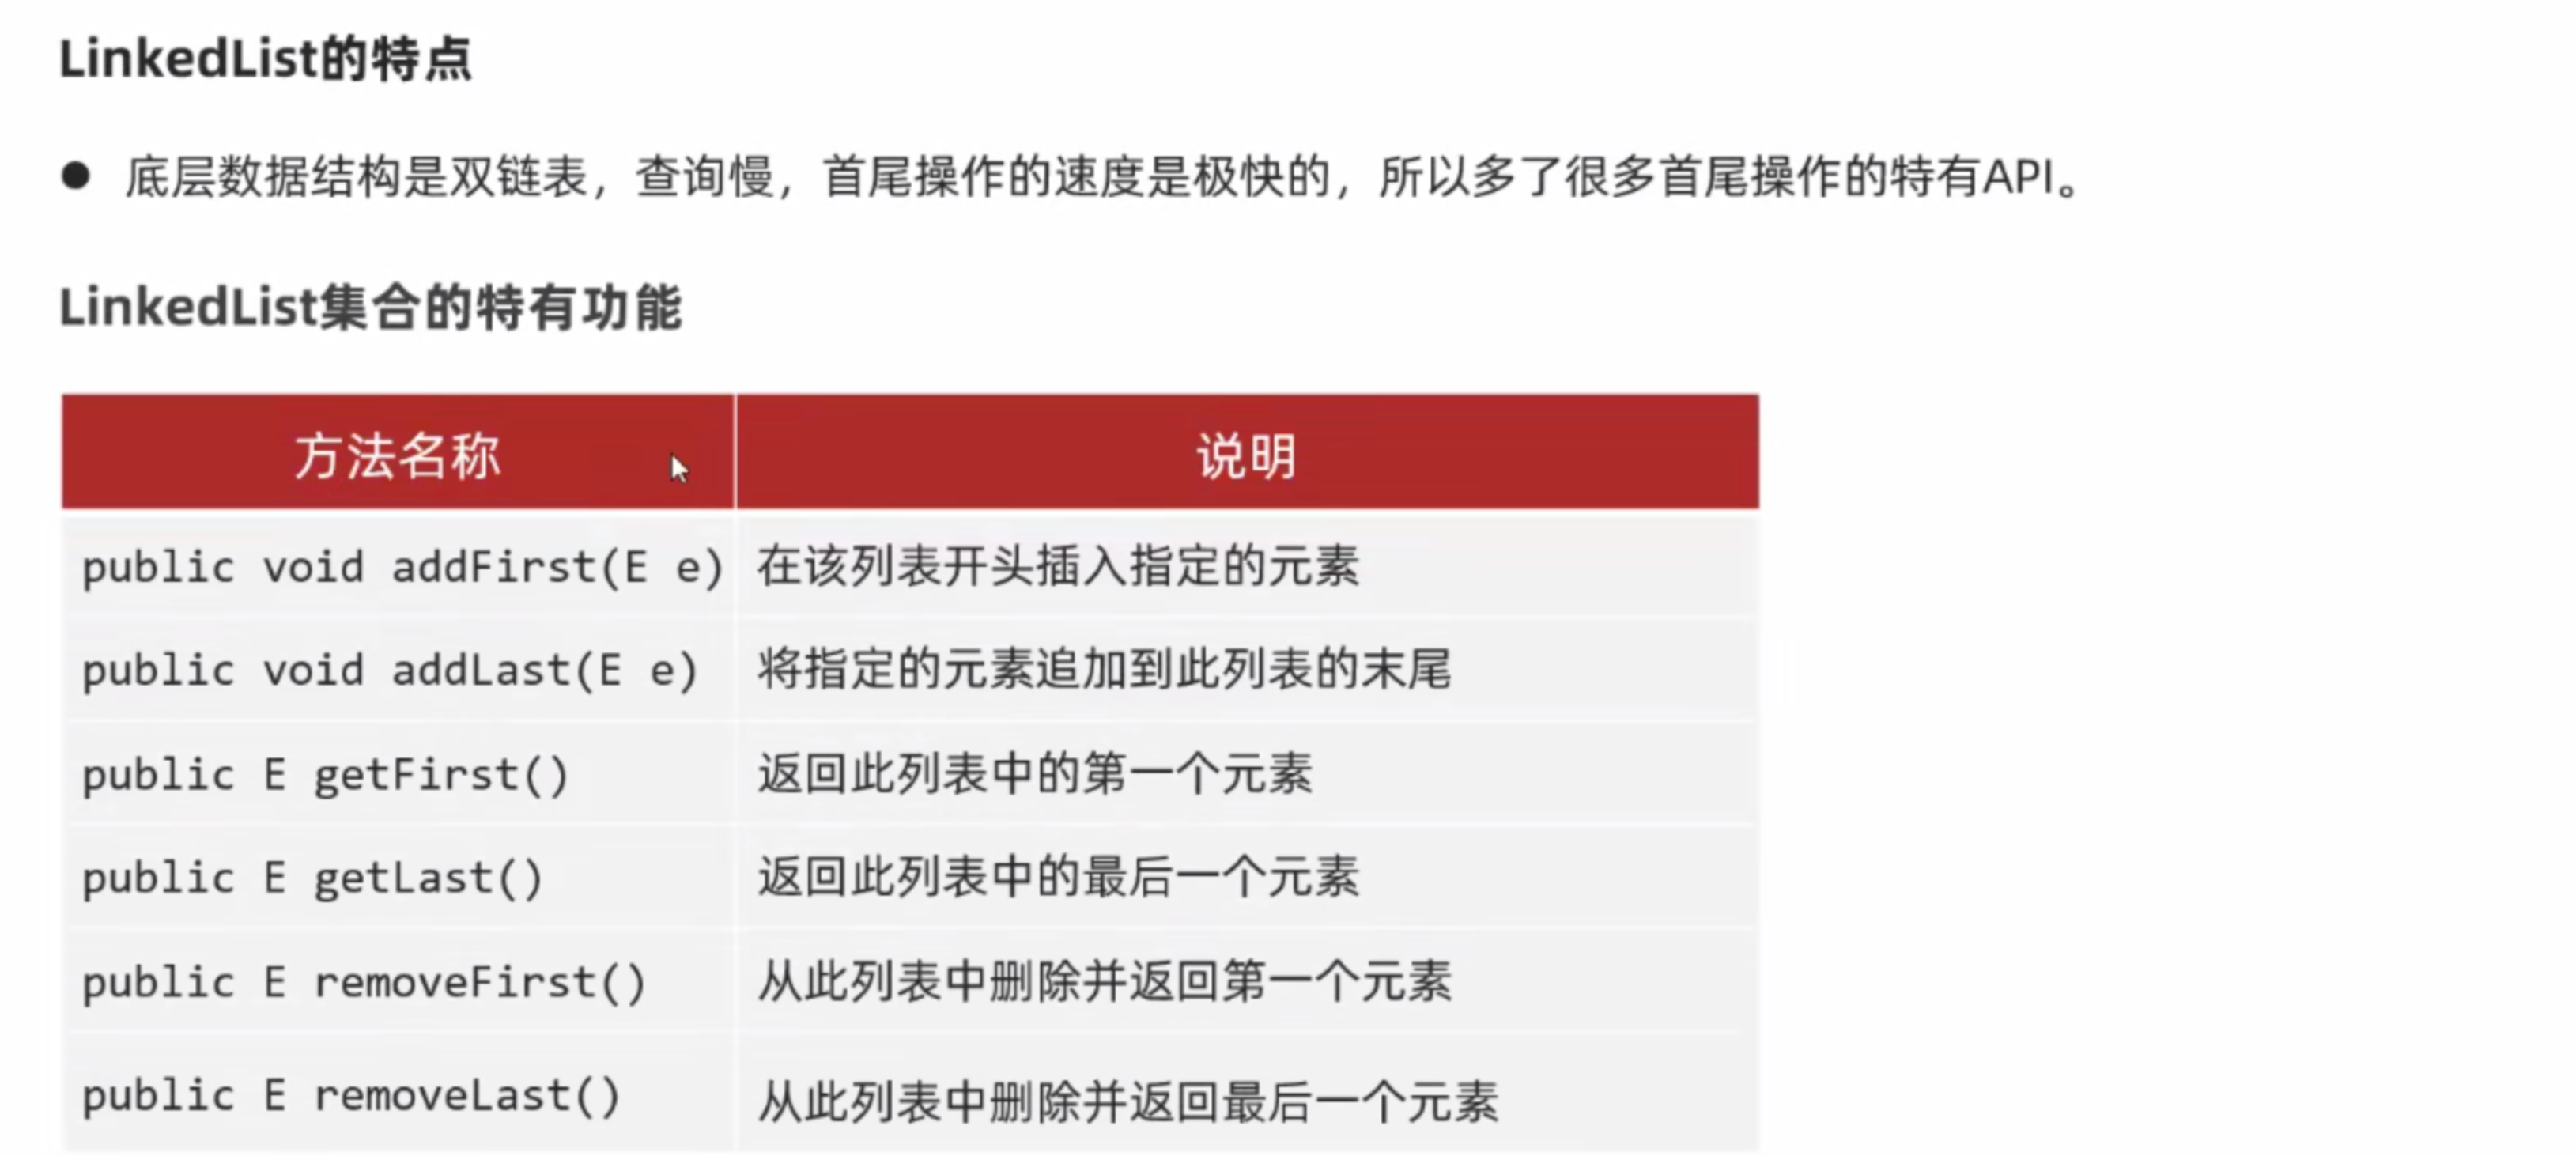 LinkedList的特点
● 底层数据结构是双链表，查询慢，首尾操作的速度是极快的，所以多了很多首尾操作的特有API。
LinkedList集合的特有功能
方法名称 说明
public void addFirst(E e) 在该列表开头插入指定的元素
public void addLast(E e) 将指定的元素追加到此列表的末尾
public E getFirst() 返回此列表中的第一个元素
public E getLast() 返回此列表中的最后一个元素
public E removeFirst() 从此列表中删除并返回第一个元素
public E removeLast() 从此列表中删除并返回最后一个元素